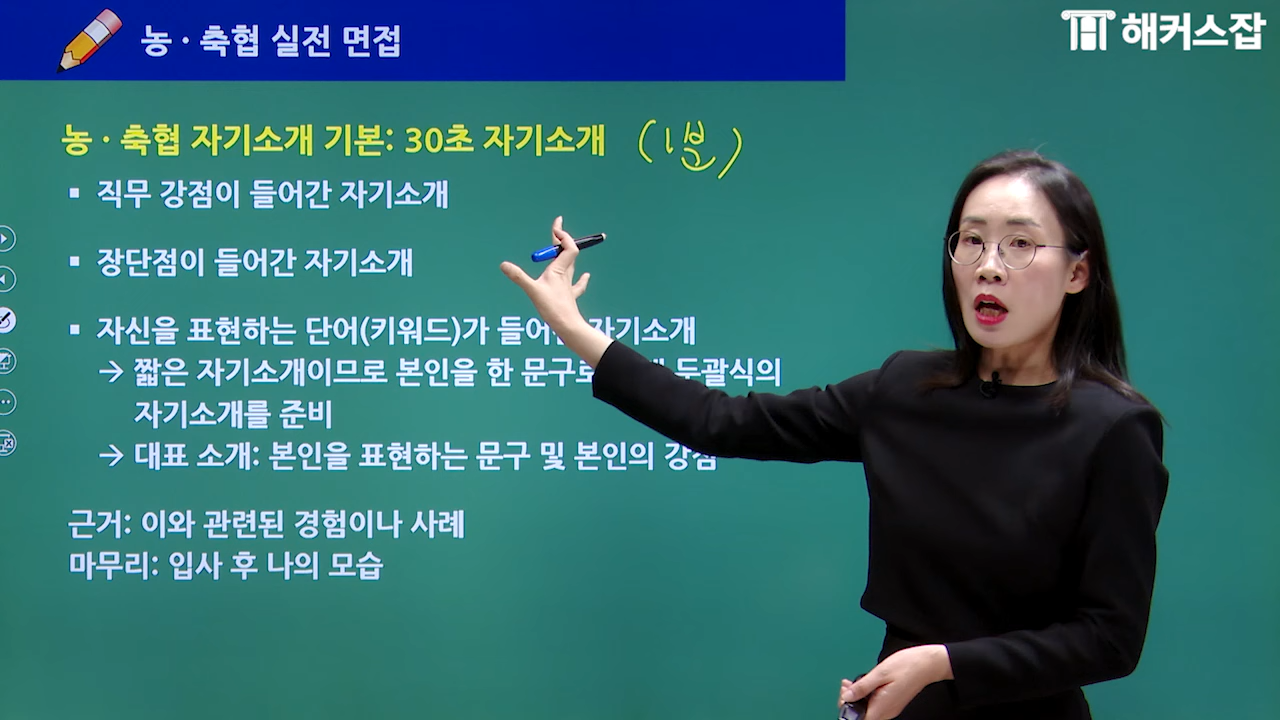 농·축협 실전 면접
해커스잡
농·축협 자기소개 기본: 30초 자기소개 (1분)
▪ 직무 강점이 들어간 자기소개
▪ 장단점이 들어간 자기소개
▪ 자신을 표현하는 단어(키워드)가 자기소개
→ 짧은 자기소개이므로 본인을 한 두괄식의
자기소개를 준비
→ 대표 소개: 본인을 표현하는 문구 및 본인의 강점
근거: 이와 관련된 경험이나 사례
마무리: 입사 후 나의 모습